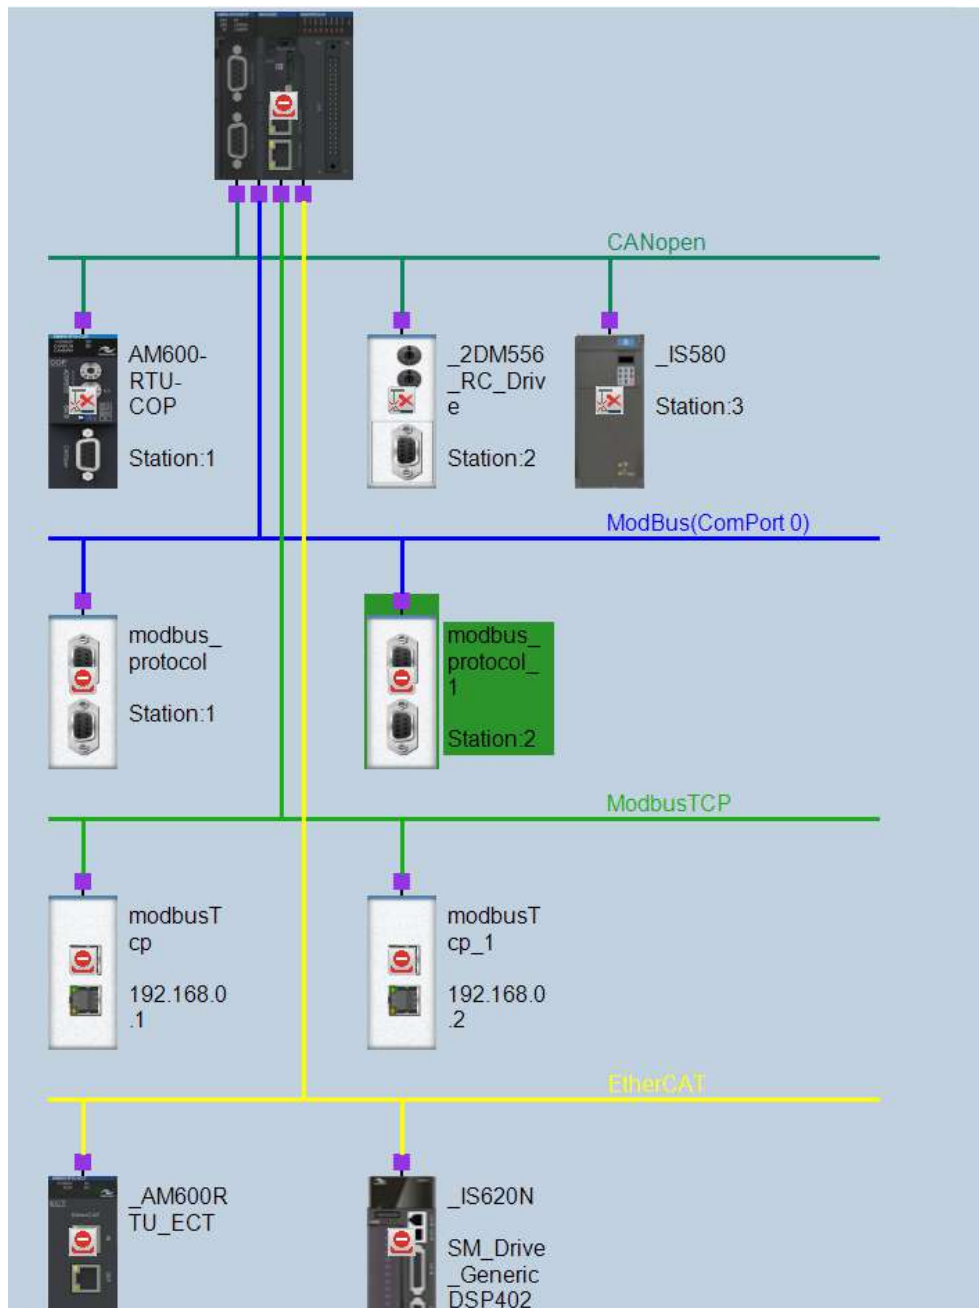 CANopen
AM600-
RTU-
COP
Station:1
_2DM556
_RC_Driv
e
Station:2
_IS580
Station:3
ModBus(ComPort 0)
modbus_
protocol
Station:1
modbus_
protocol_
1
Station:2
ModbusTCP
modbusT
cp
192.168.0
.1
modbusT
cp_1
192.168.0
.2
EtherCAT
_AM600R
TU_ECT
_IS620N
SM_Drive
_Generic
DSP402